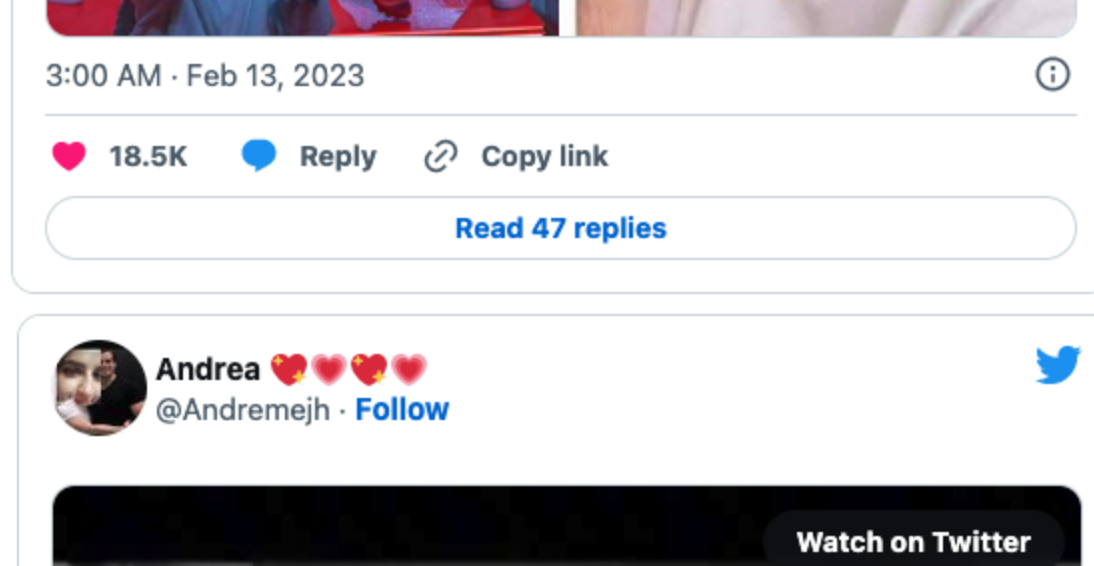 3:00 AM · Feb 13, 2023
18.5K Reply Copy link
Read 47 replies
Andrea 💖💗💖💗
@Andremejh · Follow
Watch on Twitter